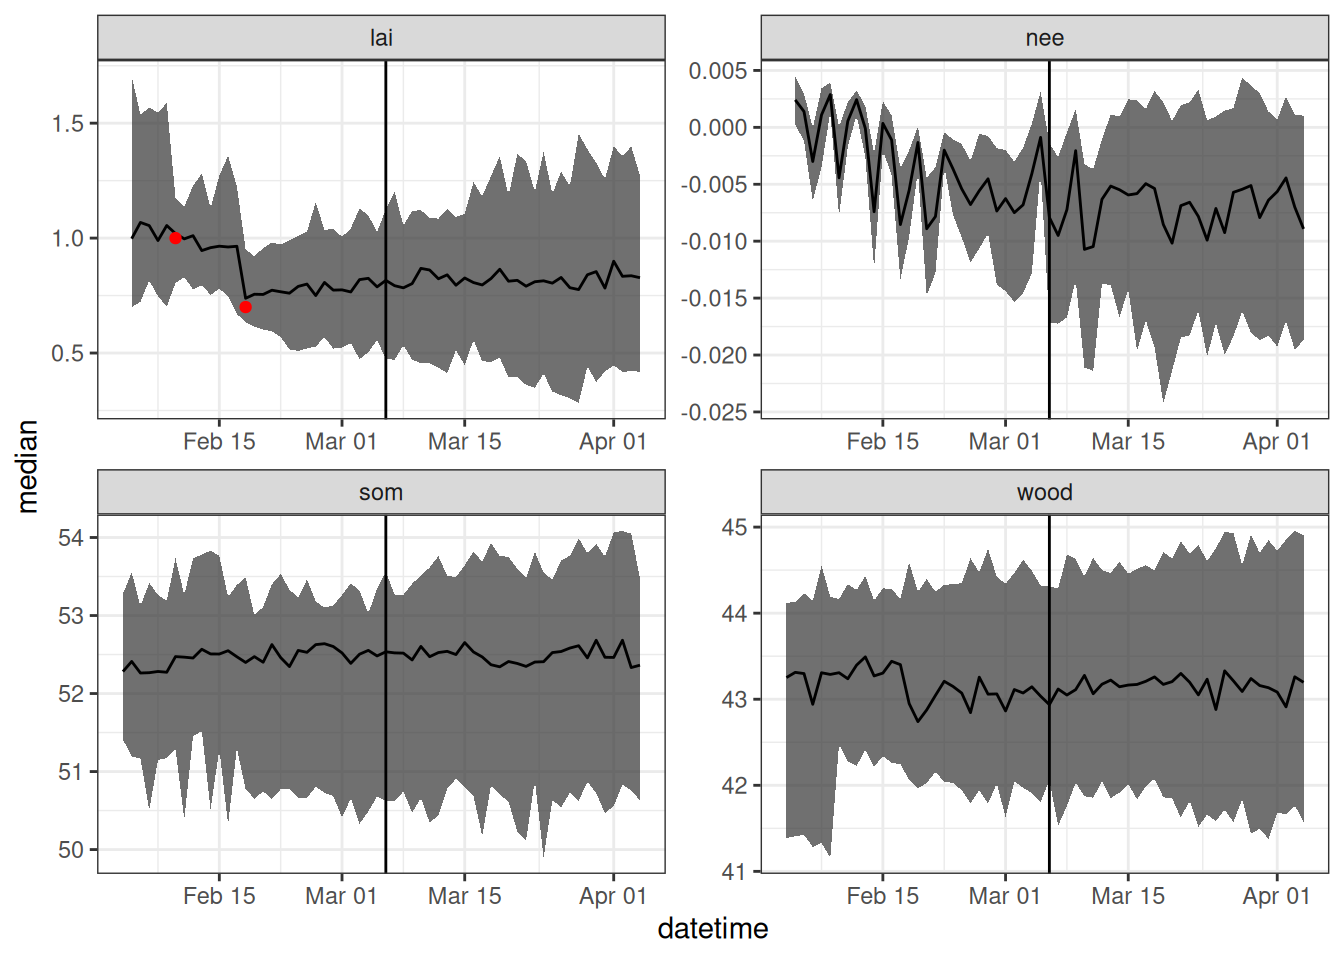 lai
nee
1.5
1.0
0.5
0.005
0.000
-0.005
-0.010
-0.015
-0.020
-0.025
Feb 15 Mar 01 Mar 15 Apr 01
Feb 15 Mar 01 Mar 15 Apr 01
median
som
wood
54
53
52
51
50
45
44
43
42
41
Feb 15 Mar 01 Mar 15 Apr 01
Feb 15 Mar 01 Mar 15 Apr 01
datetime